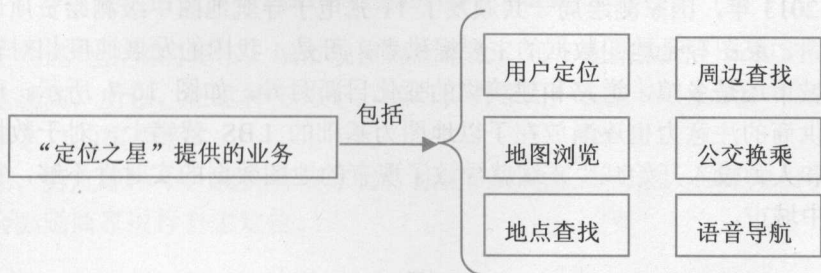 包括
“定位之星”提供的业务
用户定位
周边查找
地图浏览
公交换乘
地点查找
语音导航